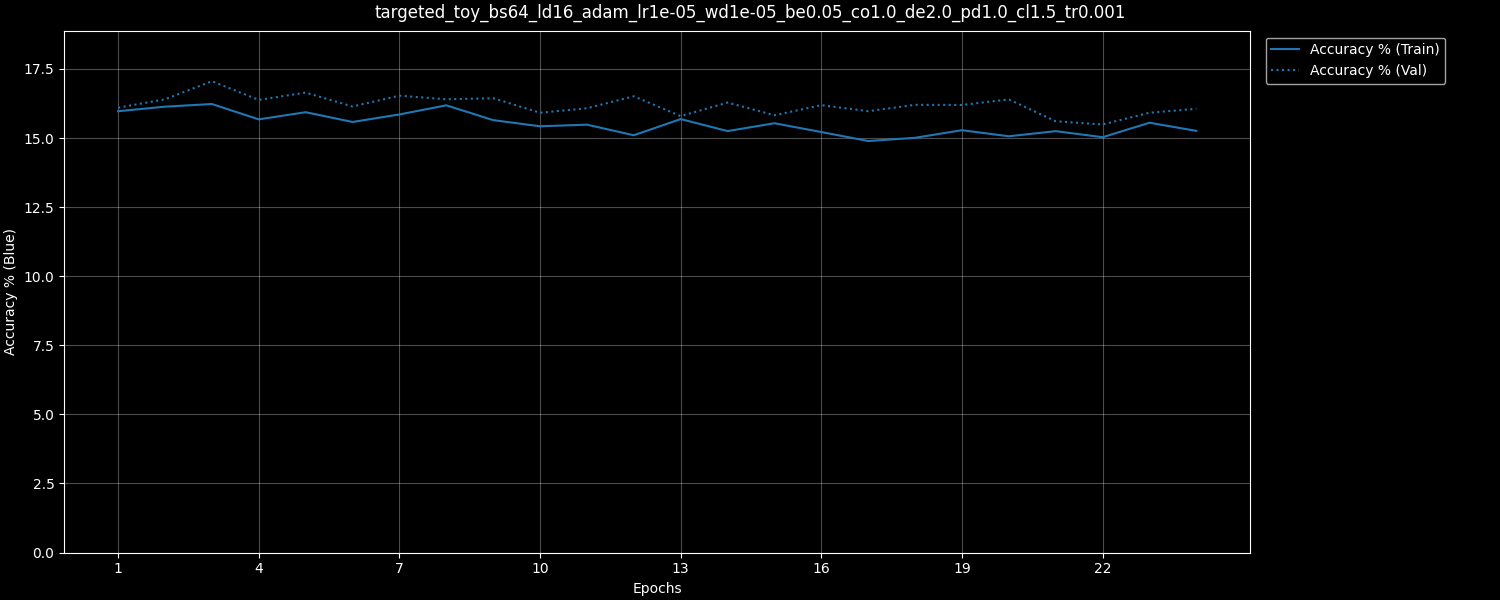 targeted_toy_bs64_ld16_adam_lr1e-05_wd1e-05_be0.05_co1.0_de2.0_pd1.0_cl1.5_tr0.001
Accuracy % (Train)
Accuracy % (Val)
17.5
15.0
12.5
10.0
7.5
5.0
2.5
0.0
Accuracy % (Blue)
1 4 7 10 13 16 19 22
Epochs